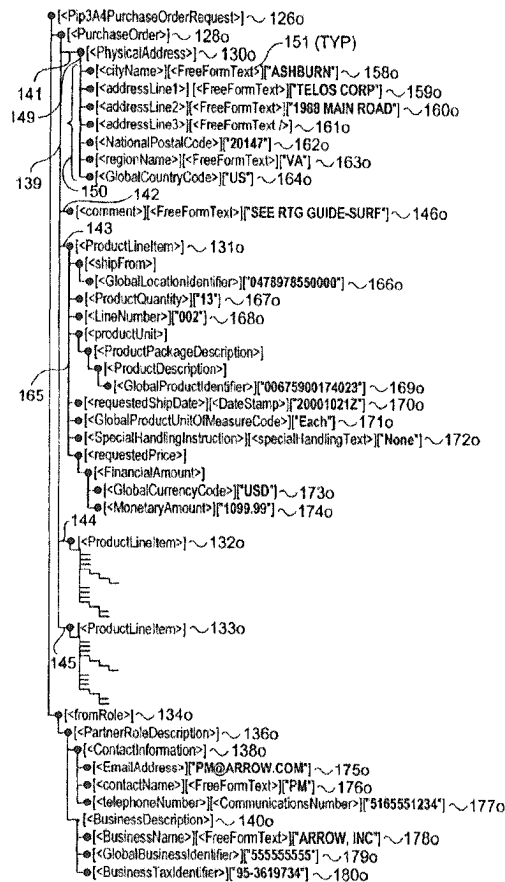 [<Pip3A4PurchaseOrderRequest>] 126o
[<PurchaseOrder>] 128o
[<PhysicalAddress>] 130o 151 (TYP)
[<cityName>][<FreeFormText>]["ASHBURN"] 158o
141
[<addressLine1>] [<FreeFormText>]["TELOS CORP"] 159o
149
[<addressLine2>][<FreeFormText>]["1988 MAIN ROAD"] 160o
[<addressLine3>][<FreeFormText />] 161o
[<NationalPostalCode>]["20147"] 162o
139
[<regionName>][<FreeFormText>]["VA"] 163o
[<GlobalCountryCode>]["US"] 164o
150
142
[<comment>][<FreeFormText>]["SEE RTG GUIDE-SURF"] 146o
143
[<ProductLineItem>] 131o
[<shipFrom>]
[<GlobalLocationIdentifier>]["0478978550000"] 166o
[<ProductQuantity>]["13"] 167o
[<LineNumber>]["002"] 168o
[<productUnit>]
[<ProductPackageDescription>]
[<ProductDescription>]
[<GlobalProductIdentifier>]["00675900174023"] 169o
165
[<requestedShipDate>][<DateStamp>]["20001021Z"] 170o
[<GlobalProductUnitOfMeasureCode>]["Each"] 171o
[<SpecialHandlingInstruction>][<specialHandlingText>]["None"] 172o
[<requestedPrice>]
[<FinancialAmount>]
[<GlobalCurrencyCode>]["USD"] 173o
[<MonetaryAmount>]["1099.99"] 174o
144
[<ProductLineItem>] 132o
[<ProductLineItem>] 133o
145
[<fromRole>] 134o
[<PartnerRoleDescription>] 136o
[<ContactInformation>] 138o
[<EmailAddress>]["PM@ARROW.COM"] 175o
[<contactName>][<FreeFormText>]["PM"] 176o
[<telephoneNumber>][<CommunicationsNumber>]["5165551234"] 177o
[<BusinessDescription>] 140o
[<BusinessName>][<FreeFormText>]["ARROW, INC"] 178o
[<GlobalBusinessIdentifier>]["555555555"] 179o
[<BusinessTaxIdentifier>]["95-3619734"] 180o